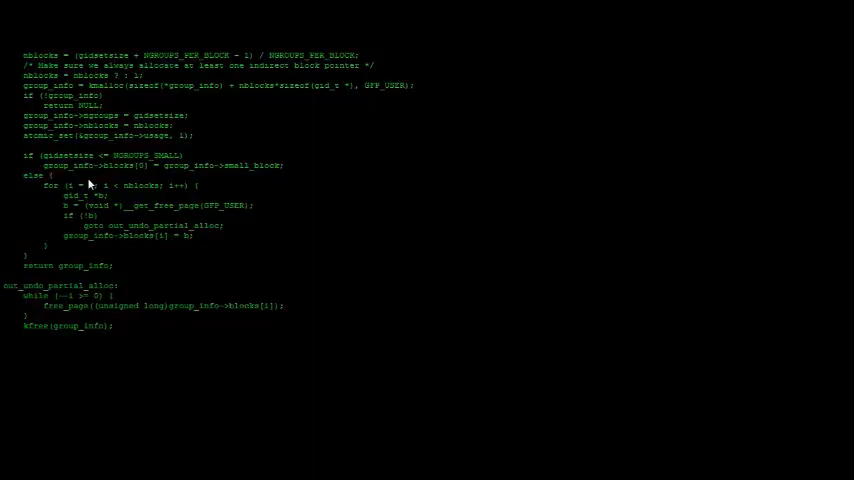 nblocks = (gidsetsize + NGROUPS_PER_BLOCK - 1) / NGROUPS_PER_BLOCK;
/* Make sure we always allocate at least one indirect block pointer */
nblocks = nblocks ? : 1;
group_info = kmalloc(sizeof(*group_info) + nblocks*sizeof(gid_t *), GFP_USER);
if (!group_info)
return NULL;
group_info->ngroups = gidsetsize;
group_info->nblocks = nblocks;
atomic_set(&group_info->usage, 1);
if (gidsetsize <= NGROUPS_SMALL)
group_info->blocks[0] = group_info->small_block;
else {
for (i = ; i < nblocks; i++) {
gid_t *b;
b = (void *)__get_free_page(GFP_USER);
if (!b)
goto out_undo_partial_alloc;
group_info->blocks[i] = b;
}
}
return group_info;
out_undo_partial_alloc:
while (--i >= 0) {
free_page((unsigned long)group_info->blocks[i]);
}
kfree(group_info);